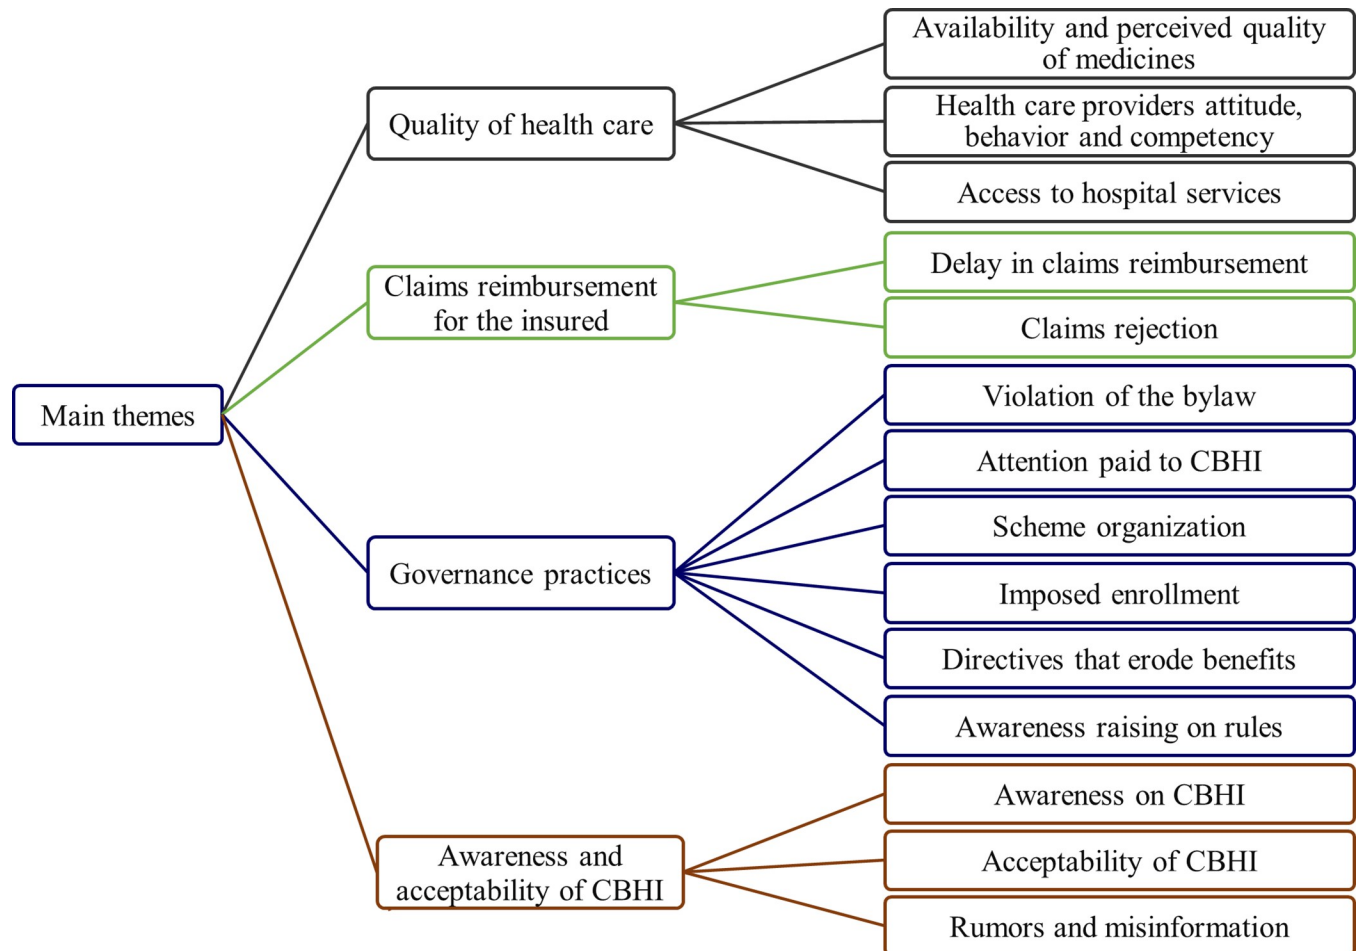 Main themes
Quality of health care
Availability and perceived quality
of medicines
Health care providers attitude,
behavior and competency
Access to hospital services
Claims reimbursement
for the insured
Delay in claims reimbursement
Claims rejection
Governance practices
Violation of the bylaw
Attention paid to CBHI
Scheme organization
Imposed enrollment
Directives that erode benefits
Awareness raising on rules
Awareness and
acceptability of CBHI
Awareness on CBHI
Acceptability of CBHI
Rumors and misinformation